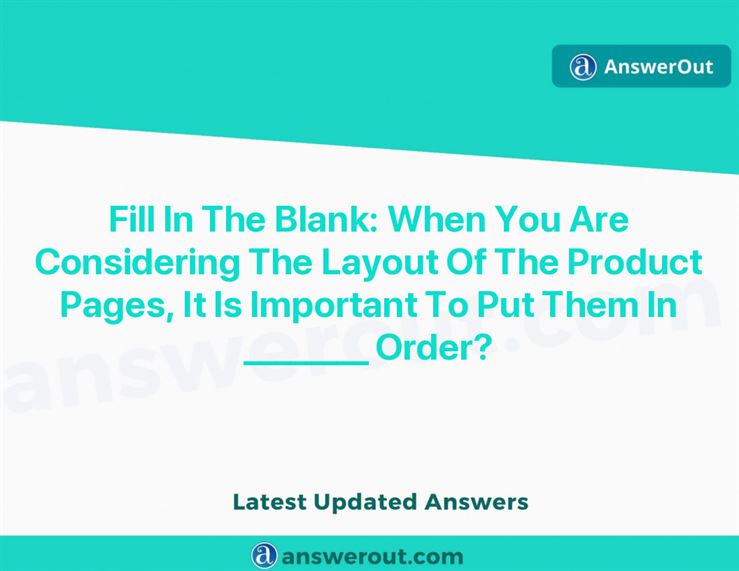 AnswerOut
Fill In The Blank: When You Are
Considering The Layout Of The Product
Pages, It Is Important To Put Them In
_______ Order?
answerout.com
Latest Updated Answers
answerout.com